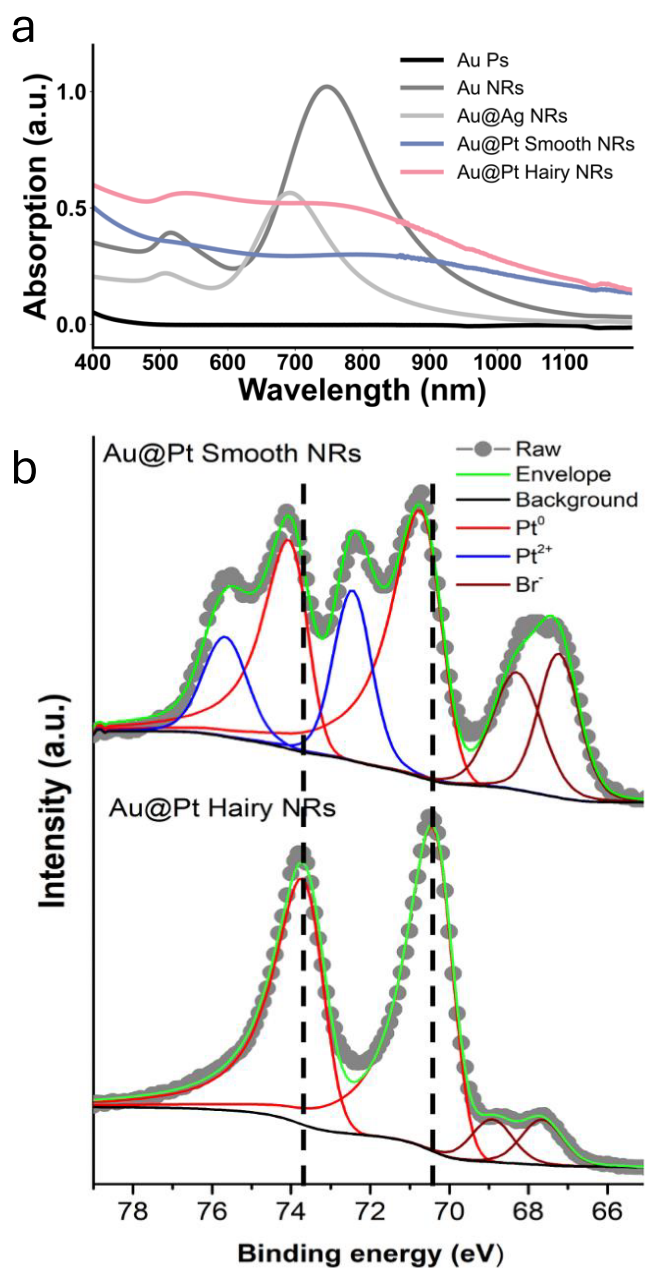 a
Absorption (a.u.)
1.0
0.5
0.0
Au Ps
Au NRs
Au@Ag NRs
Au@Pt Smooth NRs
Au@Pt Hairy NRs
400 500 600 700 800 900 1000 1100
Wavelength (nm)
b
Intensity (a.u.)
Au@Pt Smooth NRs
Raw
Envelope
Background
Pt⁰
Pt²⁺
Br⁻
Au@Pt Hairy NRs
78 76 74 72 70 68 66
Binding energy (eV)